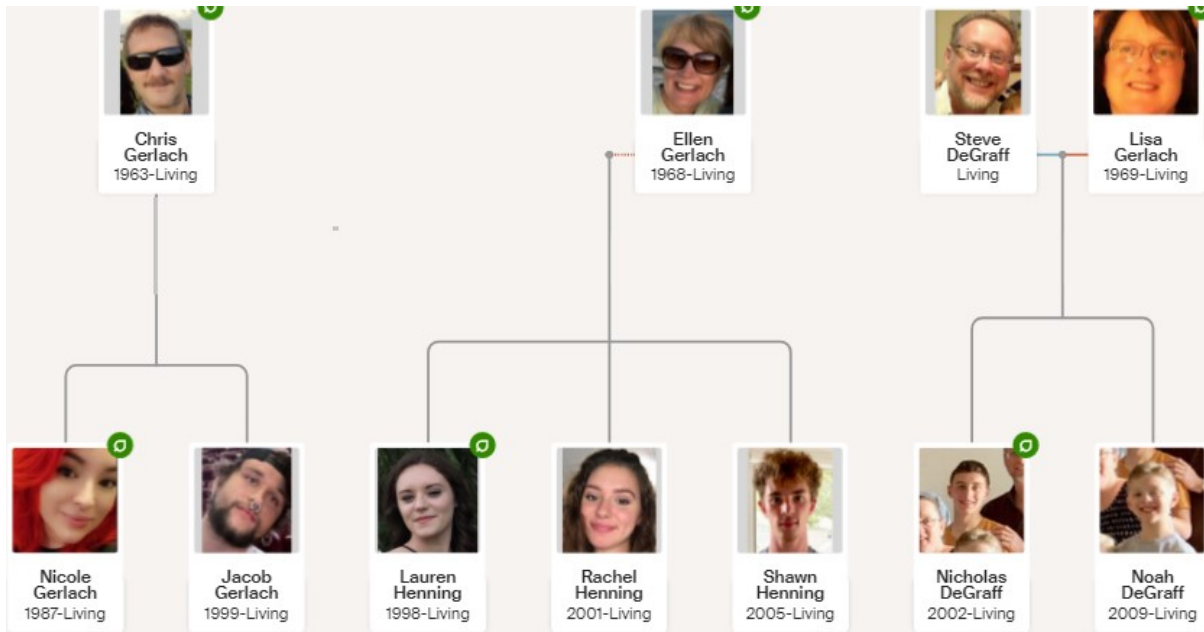 Chris
Gerlach
1963-Living
Ellen
Gerlach
1968-Living
Steve
DeGraff
Living
Lisa
Gerlach
1969-Living
Nicole
Gerlach
1987-Living
Jacob
Gerlach
1999-Living
Lauren
Henning
1998-Living
Rachel
Henning
2001-Living
Shawn
Henning
2005-Living
Nicholas
DeGraff
2002-Living
Noah
DeGraff
2009-Living